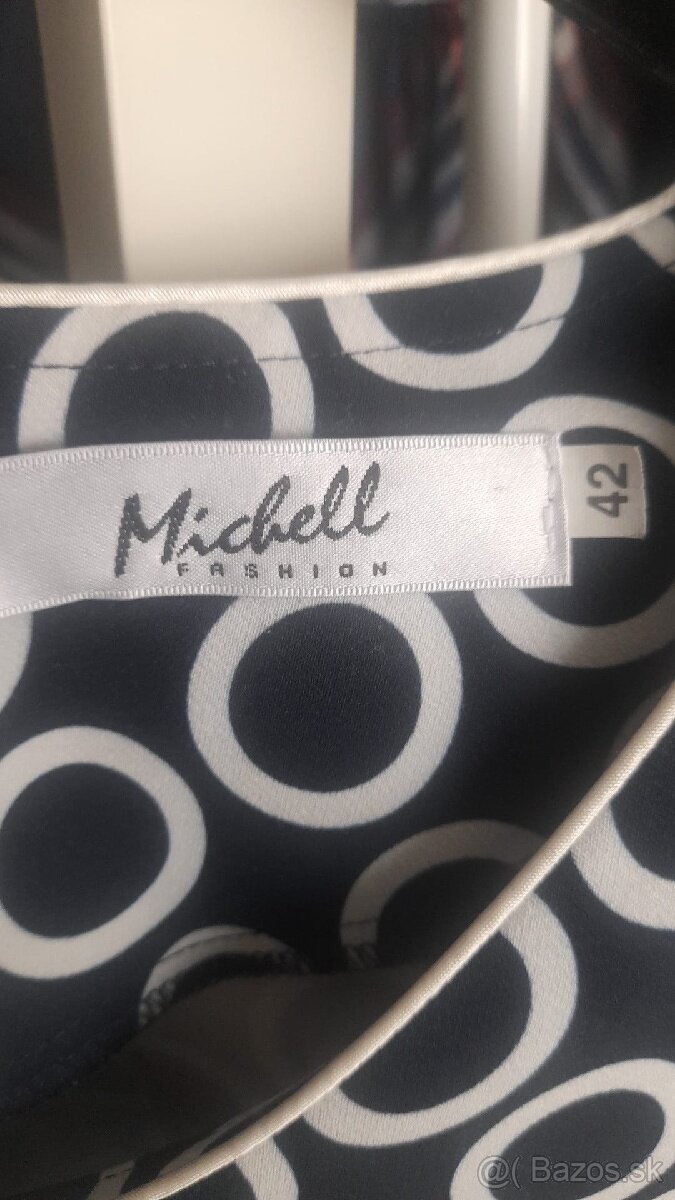 Michell
FASHION
42
@( Bazos.sk